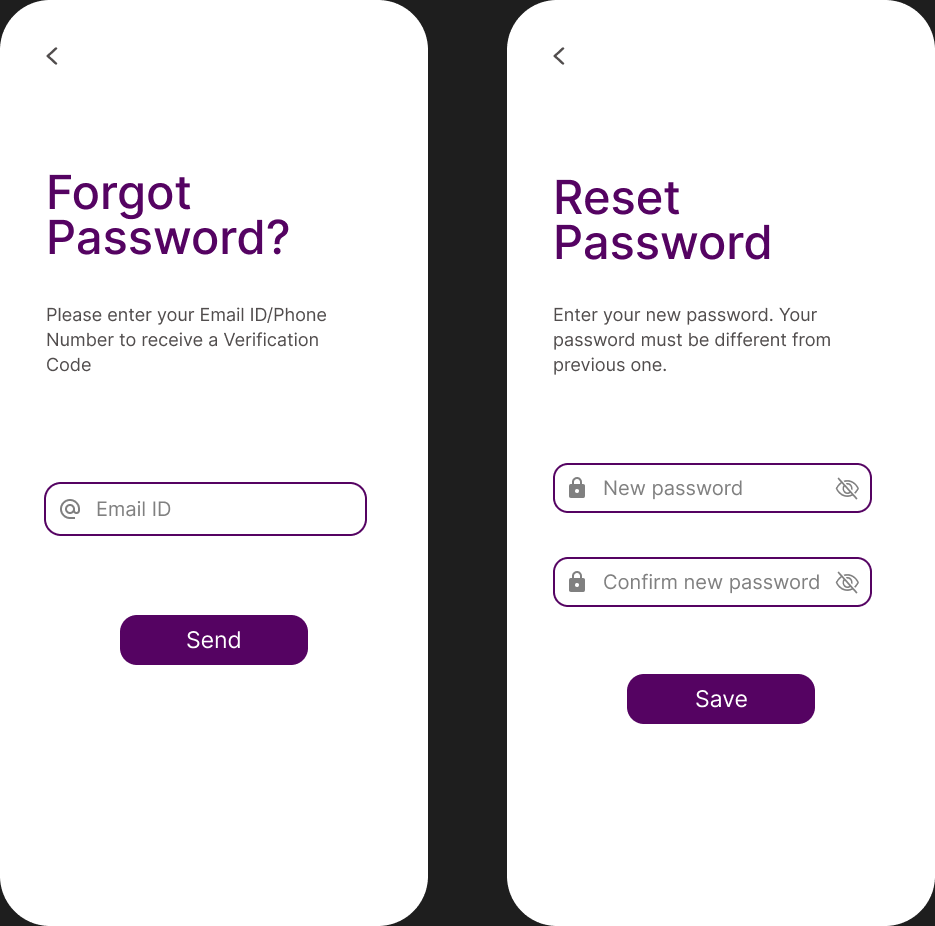 Forgot
Password?
Please enter your Email ID/Phone
Number to receive a Verification
Code
Email ID
Send
Reset
Password
Enter your new password. Your
password must be different from
previous one.
New password
Confirm new password
Save